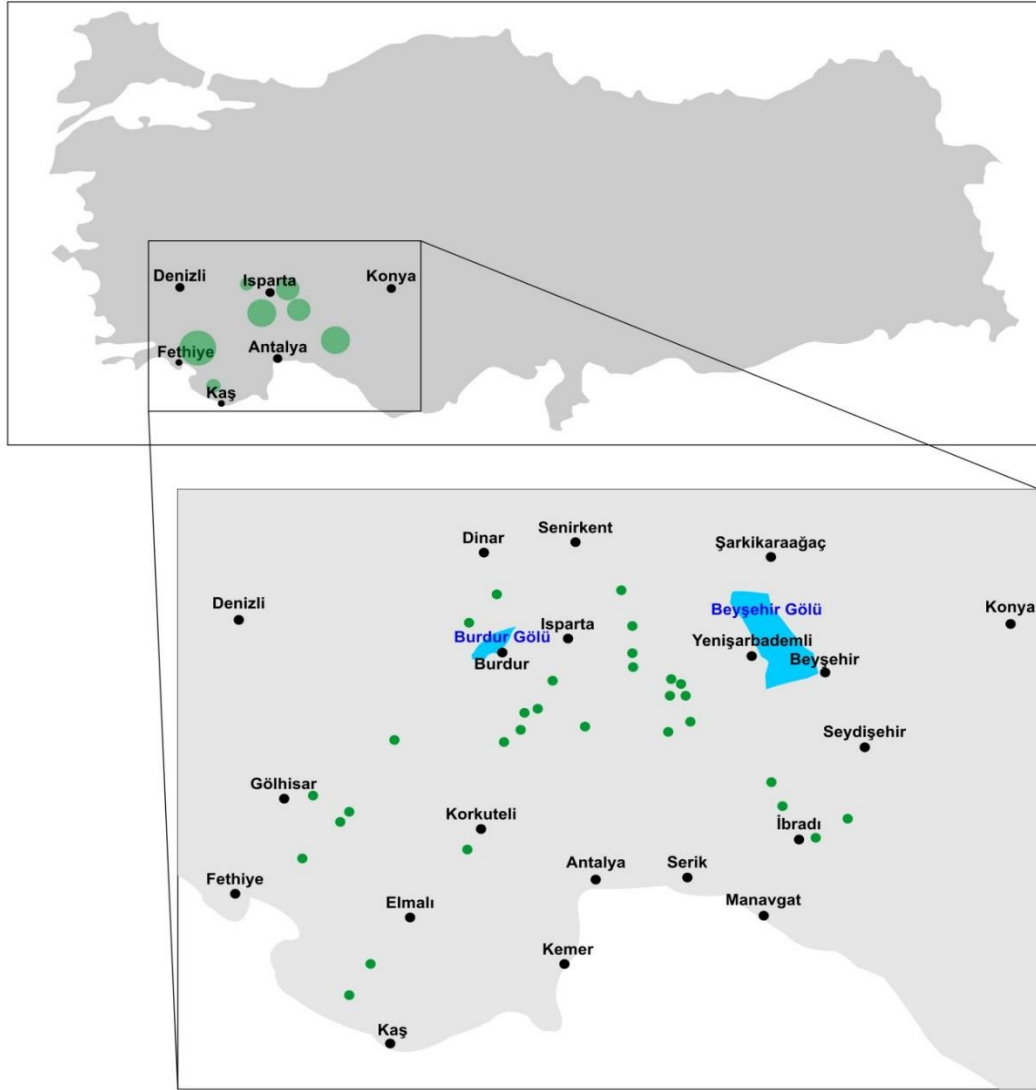 Denizli
Isparta
Konya
Fethiye
Antalya
Kaş
Senirkent
Dinar
Şarkikaraağaç
Denizli
Beyşehir Gölü
Konya
Burdur Gölü
Isparta
Yenişarbademli
Burdur
Beyşehir
Seydişehir
Gölhisar
Korkuteli
İbradı
Antalya
Serik
Fethiye
Elmalı
Manavgat
Kemer
Kaş